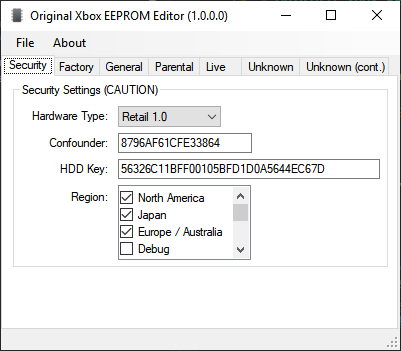 Original Xbox EEPROM Editor (1.0.0.0)
File About
Security Factory General Parental Live Unknown Unknown (cont.)
Security Settings (CAUTION)
Hardware Type: Retail 1.0
Confounder: 8796AF61CFE33864
HDD Key: 56326C11BFF00105BFD1D0A5644EC67D
Region: North America
Japan
Europe / Australia
Debug